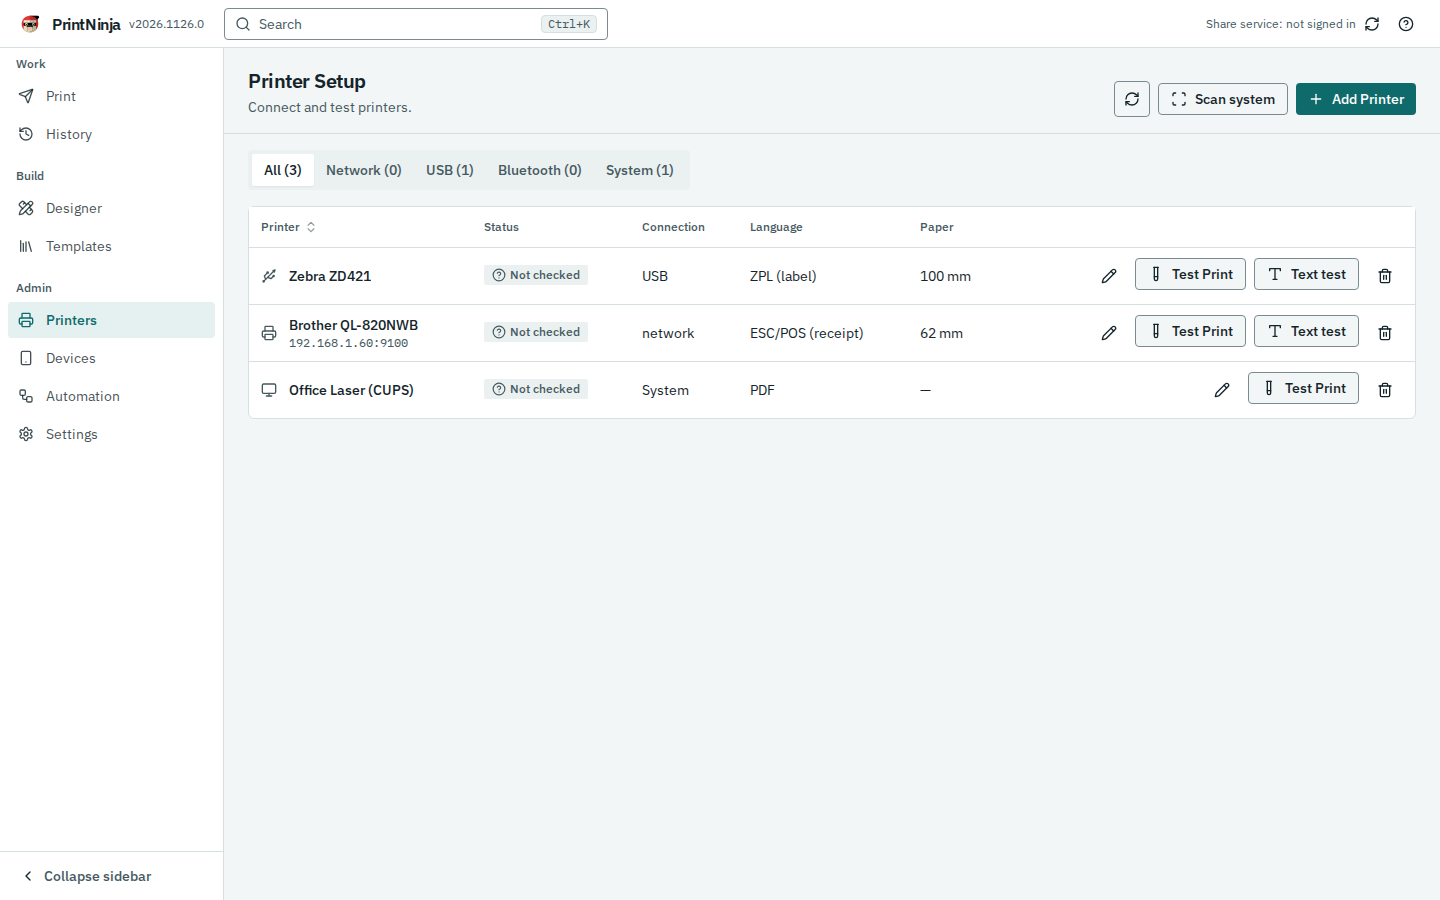 PrintNinja v2026.1126.0
Search Ctrl+K
Share service: not signed in
Work
Print
History
Build
Designer
Templates
Admin
Printers
Devices
Automation
Settings
Collapse sidebar
Printer Setup
Connect and test printers.
Scan system
Add Printer
All (3) Network (0) USB (1) Bluetooth (0) System (1)
Printer Status Connection Language Paper
Zebra ZD421 Not checked USB ZPL (label) 100 mm Test Print Text test
Brother QL-820NWB Not checked network ESC/POS (receipt) 62 mm Test Print Text test
192.168.1.60:9100
Office Laser (CUPS) Not checked System PDF — Test Print